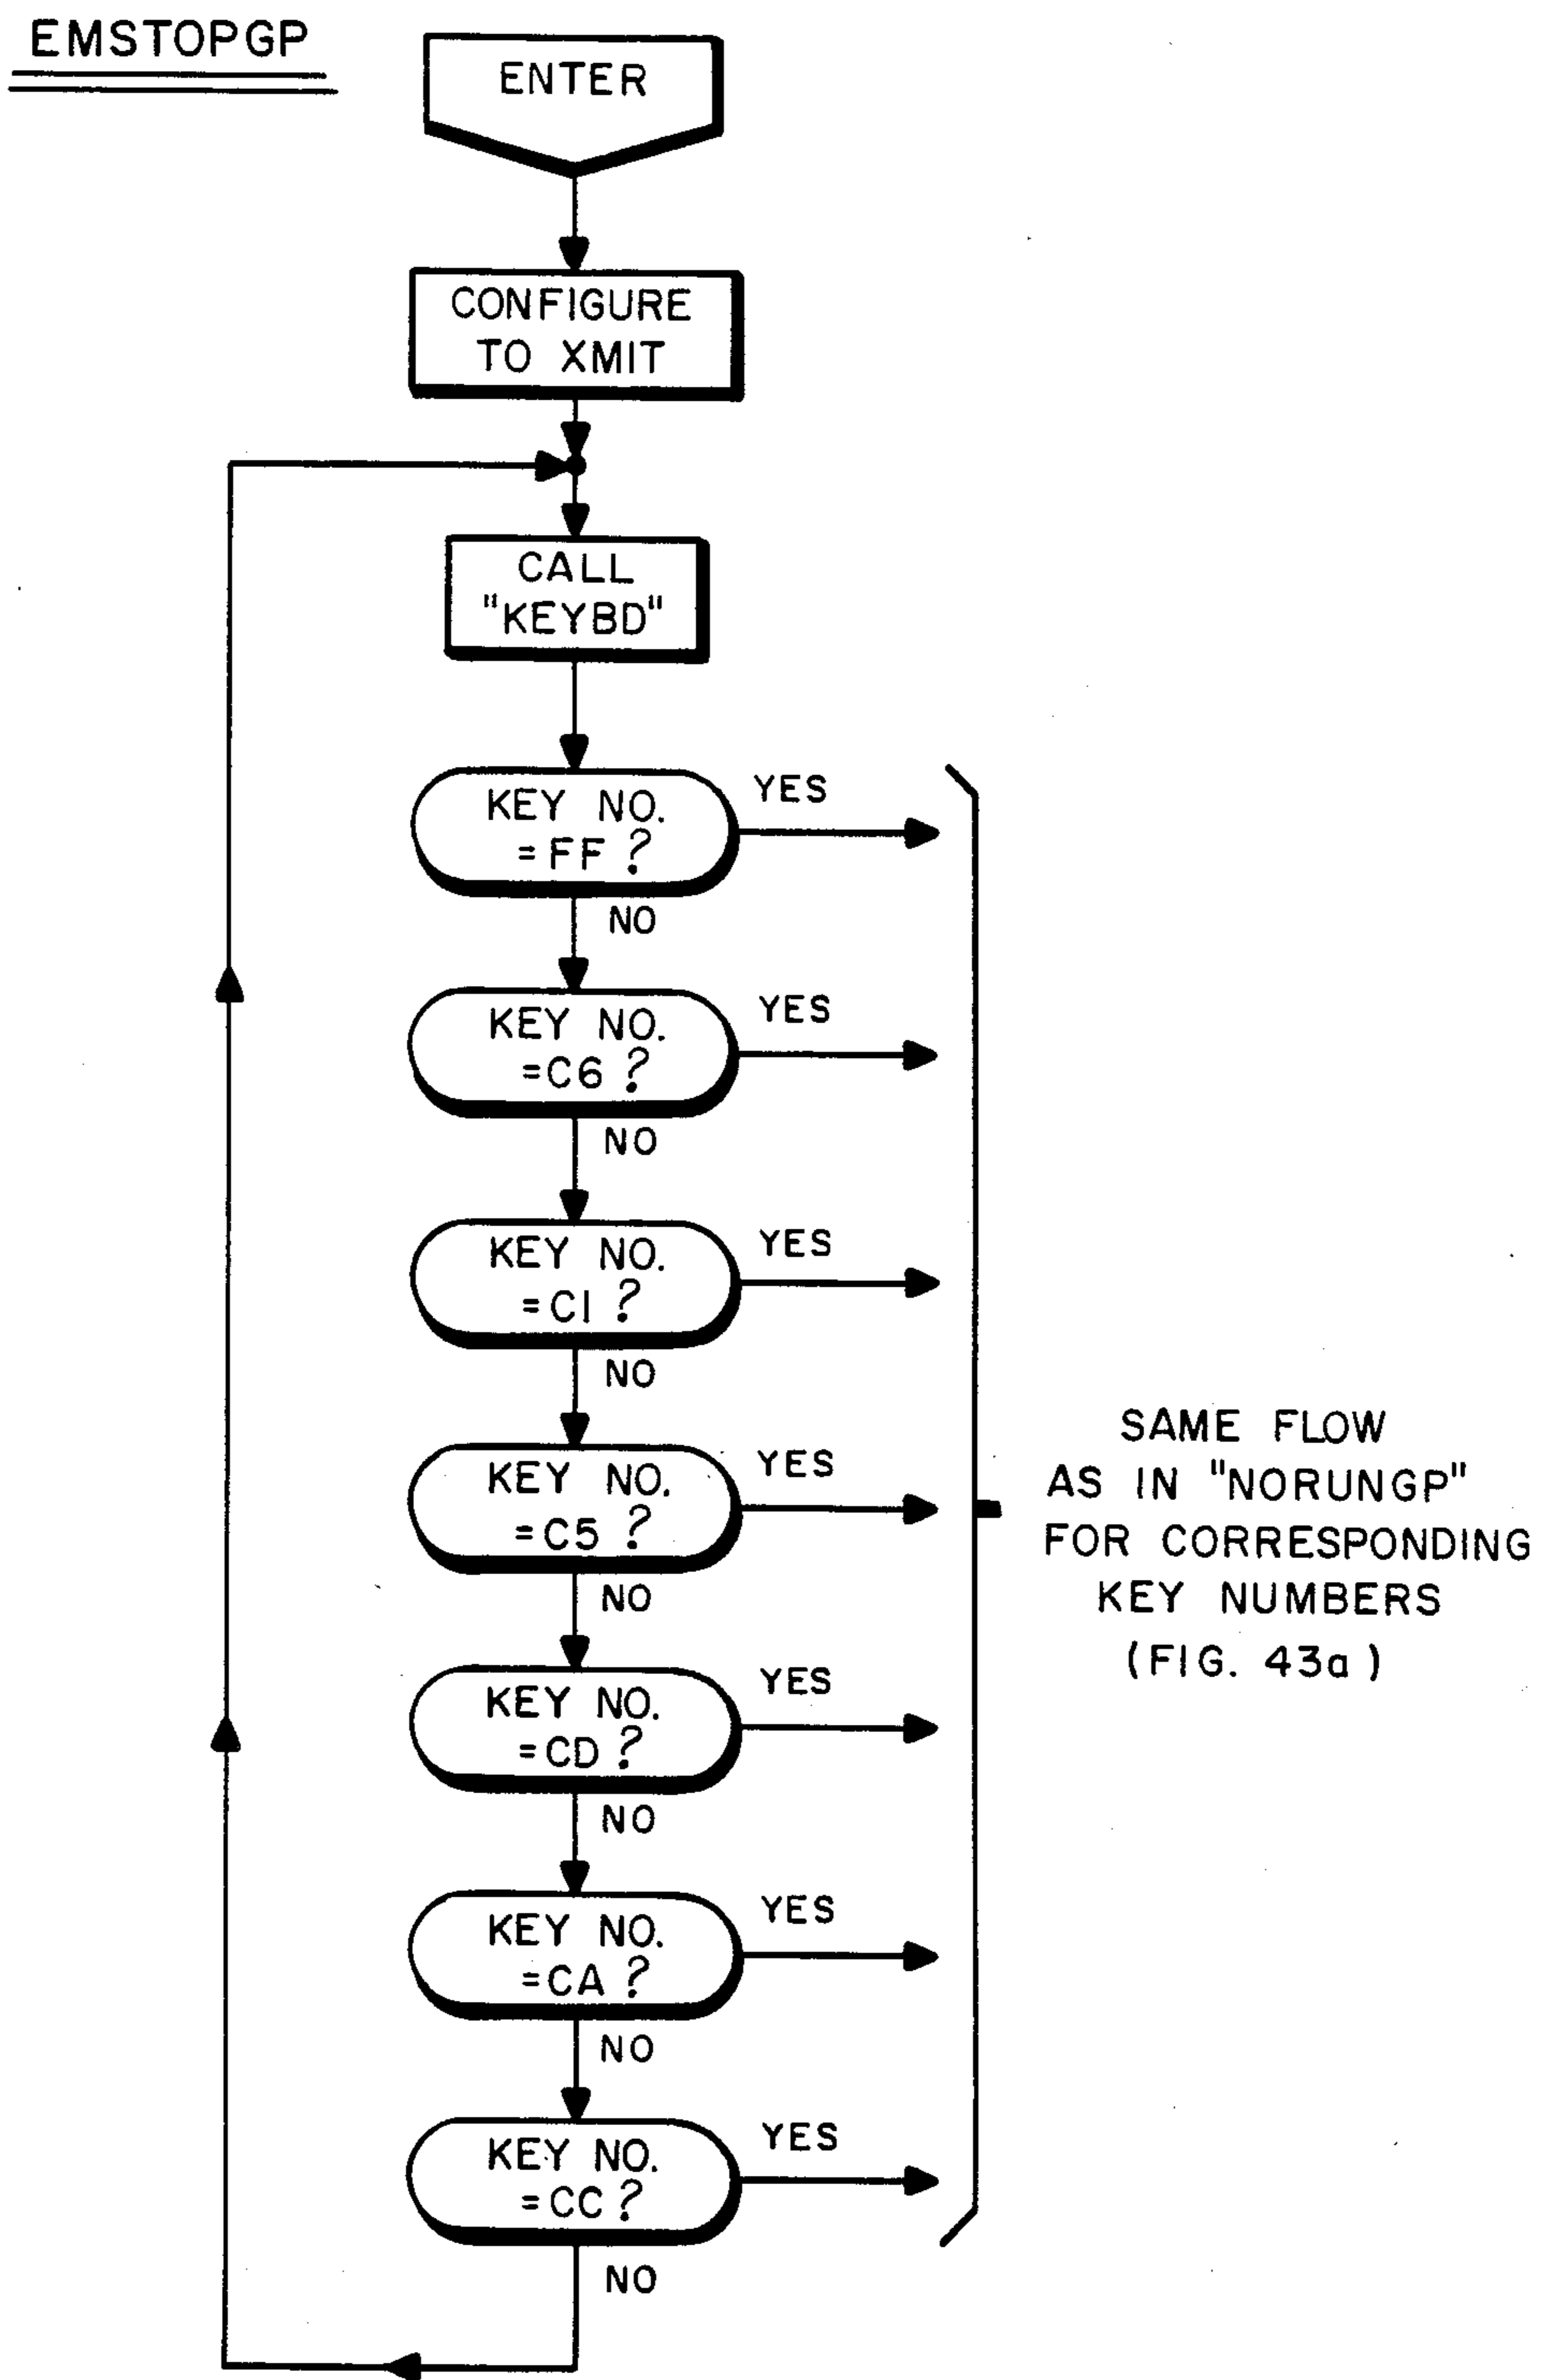 EMSTOPGP
ENTER
CONFIGURE
TO XMIT
CALL
"KEYBD"
KEY NO.
=FF ?
YES
NO
KEY NO.
=C6 ?
YES
NO
KEY NO.
=C1 ?
YES
NO
KEY NO.
=C5 ?
YES
NO
KEY NO.
=CD ?
YES
NO
KEY NO.
=CA ?
YES
NO
KEY NO.
=CC ?
YES
NO
SAME FLOW
AS IN "NORUNGP"
FOR CORRESPONDING
KEY NUMBERS
(FIG. 43a)